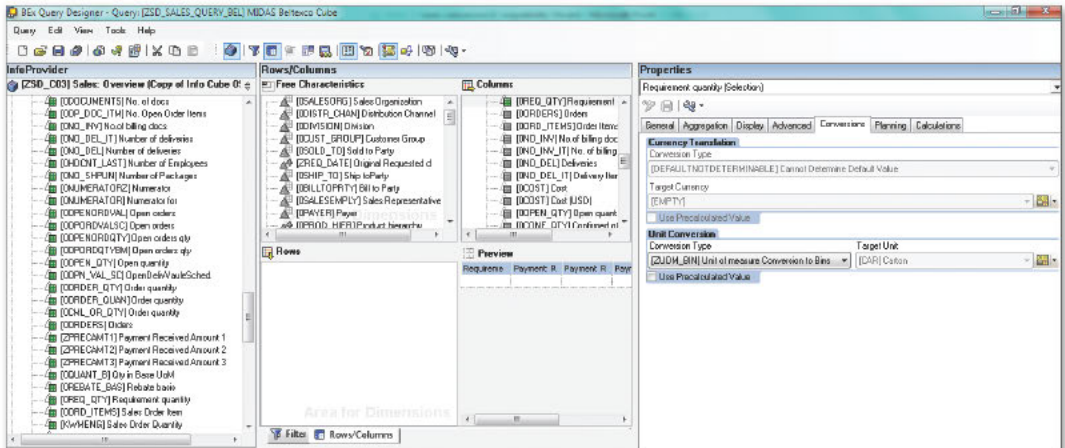 BEx Query Designer - Query: [ZSD_SALES_QUERY_BEL] MIDAS Beltexco Cube
Query Edit View Tools Help
InfoProvider
[ZSD_C03] Sales: Overview (Copy of Info Cube 0!
[0DOCUMENTS] No. of docs
[0OP_DOC_ITM] No. Open Order Items
[0NO_INV] No.of billing docs
[0NO_DEL_IT] Number of deliveries
[0NO_DEL] Number of deliveries
[0HDCNT_LAST] Number of Employees
[0NO_SHPUN] Number of Packages
[0NUMERATORZ] Numerator
[0NUMERATOR] Numerator for
[0OPENORDVAL] Open orders
[0OPORDVALSC] Open orders
[0OPENORDQTY] Open orders qty
[0OPORDQTYBM] Open orders qty
[0OPEN_QTY] Open quantity
[0OPN_VAL_SC] OpenDelivVauleSched.
[0ORDER_QTY] Order quantity
[0ORDER_QUAN] Order quantity
[0CML_OR_QTY] Order quantity
[0ORDERS] Orders
[ZPRECAMT1] Payment Received Amount 1
[ZPRECAMT2] Payment Received Amount 2
[ZPRECAMT3] Payment Received Amount 3
[0QUANT_B] Qty in Base UoM
[0REBATE_BAS] Rebate basis
[0REQ_QTY] Requirement quantity
[0ORD_ITEMS] Sales Order Item
[KWMENG] Sales Order Quantity
Rows/Columns
Free Characteristics
[0SALESORG] Sales Organization
[0DISTR_CHAN] Distribution Channel
[0DIVISION] Division
[0CUST_GROUP] Customer Group
[0SOLD_TO] Sold to Party
[ZREQ_DATE] Original Requested d
[0SHIP_TO] Ship toParty
[0BILLTOPRTY] Bill to Party
[0SALESEMPLY] Sales Representative
[0PAYER] Payer
[0PROD_HIER] Product hierarchy
Columns
[0REQ_QTY] Requirement
[0ORDERS] Orders
[0ORD_ITEMS] Order Items
[0NO_INV] No.of billing doc
[0NO_INV_IT] No. of billing
[0NO_DEL] Deliveries
[0NO_DEL_IT] Delivery Iter
[0COST] Cost
[0COST] Cost (USD)
[0OPEN_QTY] Open quant
[0CONF_QTY] Confirmed q
Rows
Area for Dimensions
Preview
Requireme Payment R Payment R Payr
Filter Rows/Columns
Properties
Requirement quantity (Selection)
General Aggregation Display Advanced Conversions Planning Calculations
Currency Translation
Conversion Type
[DEFAULTNOTDETERMINABLE] Cannot Determine Default Value
Target Currency
[EMPTY]
Use Precalculated Value
Unit Conversion
Conversion Type Target Unit
[ZUOM_BIN] Unit of measure Conversion to Bins [CAR] Carton
Use Precalculated Value